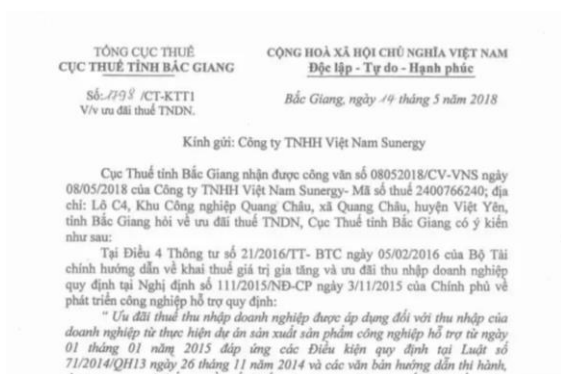 TỔNG CỤC THUẾ
CỤC THUẾ TỈNH BẮC GIANG
CỘNG HOÀ XÃ HỘI CHỦ NGHĨA VIỆT NAM
Độc lập - Tự do - Hạnh phúc
Số: 1798 /CT-KTT1
V/v ưu đãi thuế TNDN.
Bắc Giang, ngày 14 tháng 5 năm 2018
Kính gửi: Công ty TNHH Việt Nam Sunergy
Cục Thuế tỉnh Bắc Giang nhận được công văn số 08052018/CV-VNS ngày
08/05/2018 của Công ty TNHH Việt Nam Sunergy- Mã số thuế 2400766240; địa
chỉ: Lô C4, Khu Công nghiệp Quang Châu, xã Quang Châu, huyện Việt Yên,
tỉnh Bắc Giang hỏi về ưu đãi thuế TNDN, Cục Thuế tỉnh Bắc Giang có ý kiến
như sau:
Tại Điều 4 Thông tư số 21/2016/TT- BTC ngày 05/02/2016 của Bộ Tài
chính hướng dẫn về khai thuế giá trị gia tăng và ưu đãi thu nhập doanh nghiệp
quy định tại Nghị định số 111/2015/NĐ-CP ngày 3/11/2015 của Chính phủ về
phát triển công nghiệp hỗ trợ quy định:
" Ưu đãi thuế thu nhập doanh nghiệp được áp dụng đối với thu nhập của
doanh nghiệp từ thực hiện dự án sản xuất sản phẩm công nghiệp hỗ trợ từ ngày
01 tháng 01 năm 2015 đáp ứng các Điều kiện quy định tại Luật số
71/2014/QH13 ngày 26 tháng 11 năm 2014 và các văn bản hướng dẫn thi hành,